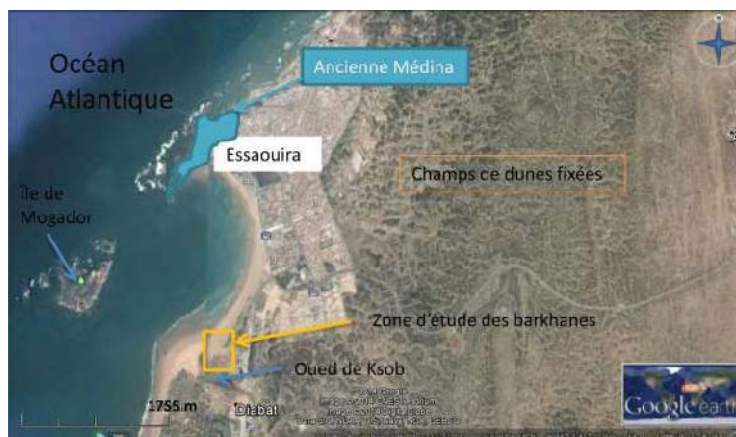 Océan
Atlantique
Ancienne Médina
Essaouira
Champs ce dunes fixées
Île de
Mogador
Zone d'étude des barkhanes
Oued de Ksob
1755 m
Diabat
Google earth